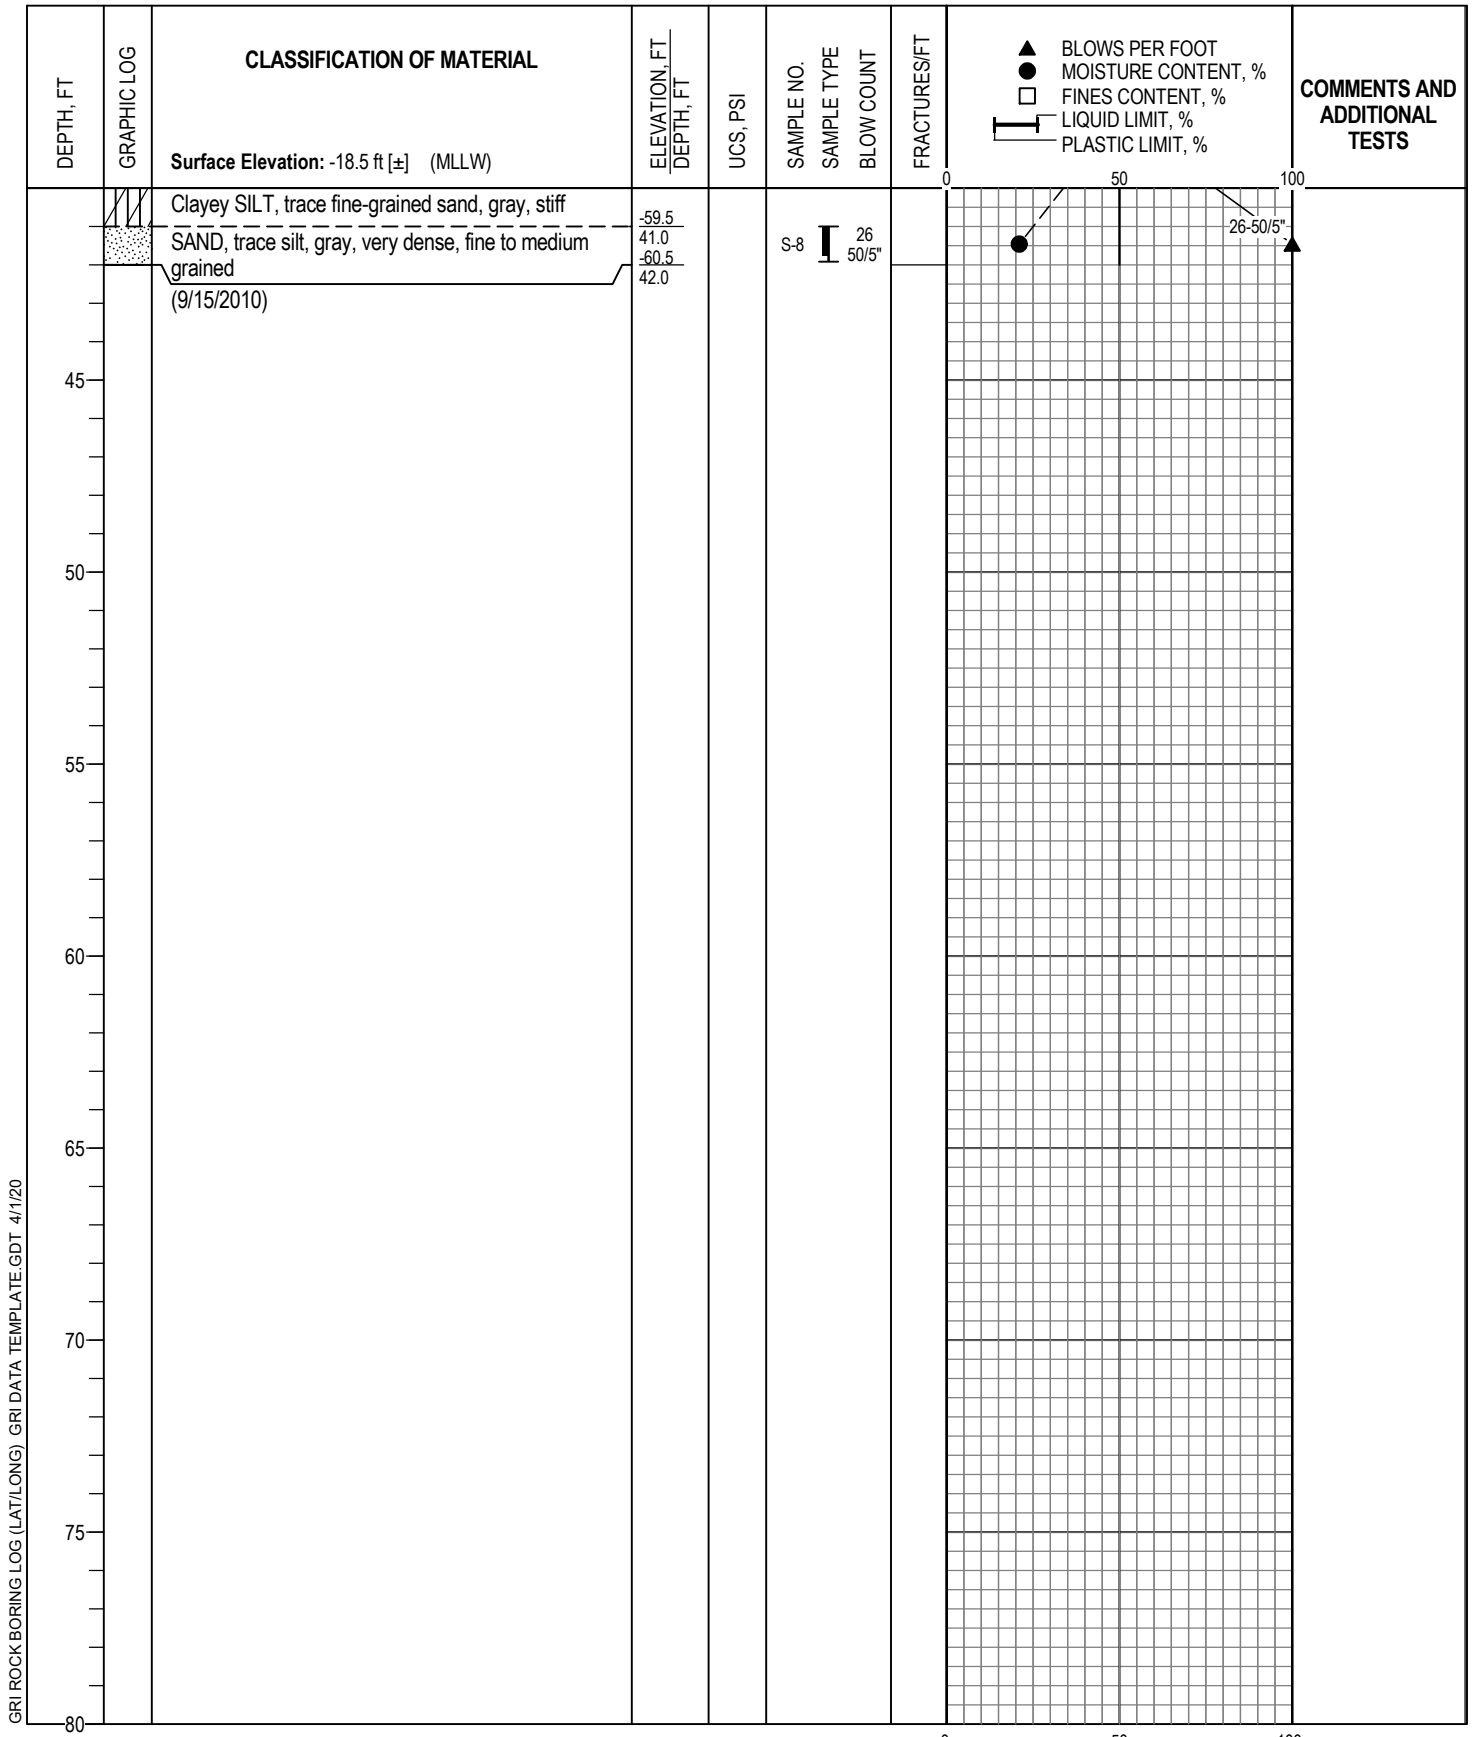 DEPTH, FT
GRAPHIC LOG
CLASSIFICATION OF MATERIAL
Surface Elevation: -18.5 ft [±] (MLLW)
ELEVATION, FT
DEPTH, FT
UCS, PSI
SAMPLE NO.
SAMPLE TYPE
BLOW COUNT
FRACTURES/FT
BLOWS PER FOOT
MOISTURE CONTENT, %
FINES CONTENT, %
LIQUID LIMIT, %
PLASTIC LIMIT, %
COMMENTS AND
ADDITIONAL
TESTS
0 50 100
Clayey SILT, trace fine-grained sand, gray, stiff
-59.5
41.0
SAND, trace silt, gray, very dense, fine to medium
grained
-60.5
42.0
S-8
26
50/5"
26-50/5"
(9/15/2010)
45
50
55
60
65
70
75
80
0 50 100
GRI ROCK BORING LOG (LAT/LONG) GRI DATA TEMPLATE.GDT 4/1/20